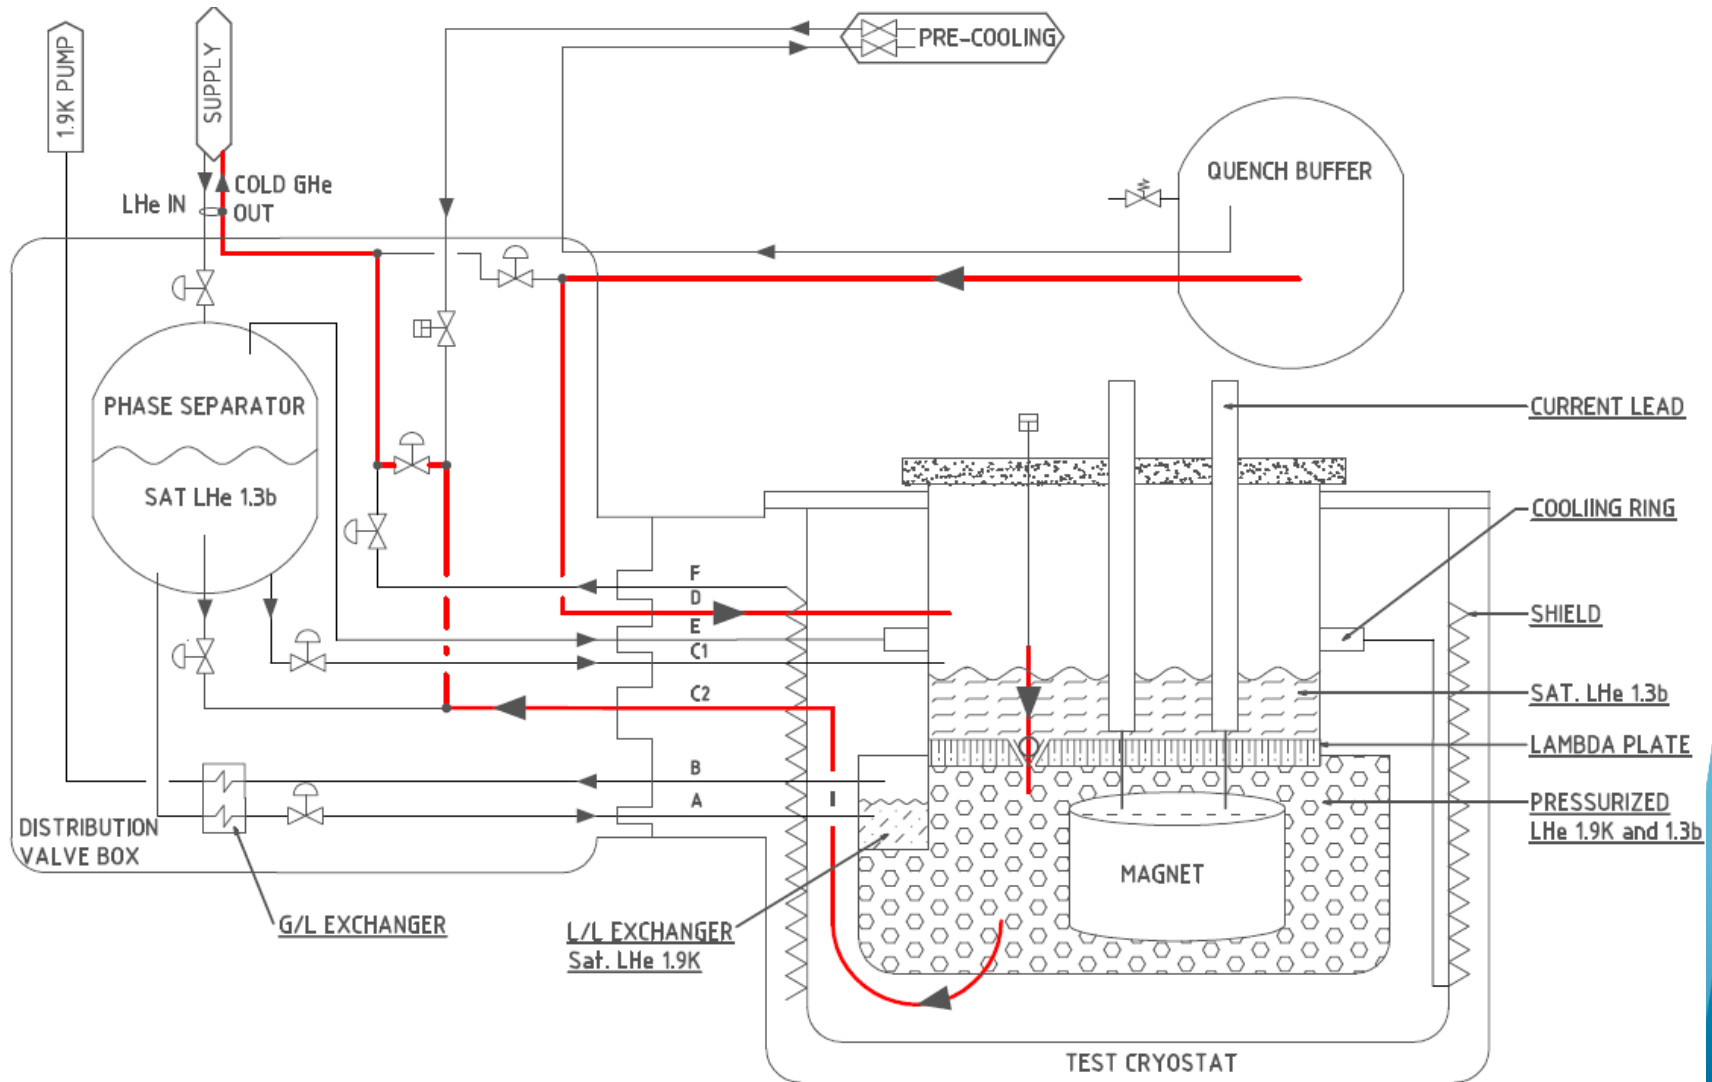 1.9K PUMP
SUPPLY
PRE-COOLING
QUENCH BUFFER
COLD GHe
OUT
LHe IN
PHASE SEPARATOR
SAT LHe 1.3b
CURRENT LEAD
COOLIING RING
SHIELD
SAT. LHe 1.3b
LAMBDA PLATE
PRESSURIZED
LHe 1.9K and 1.3b
F
D
E
C1
C2
B
A
MAGNET
DISTRIBUTION
VALVE BOX
G/L EXCHANGER
L/L EXCHANGER
Sat. LHe 1.9K
TEST CRYOSTAT